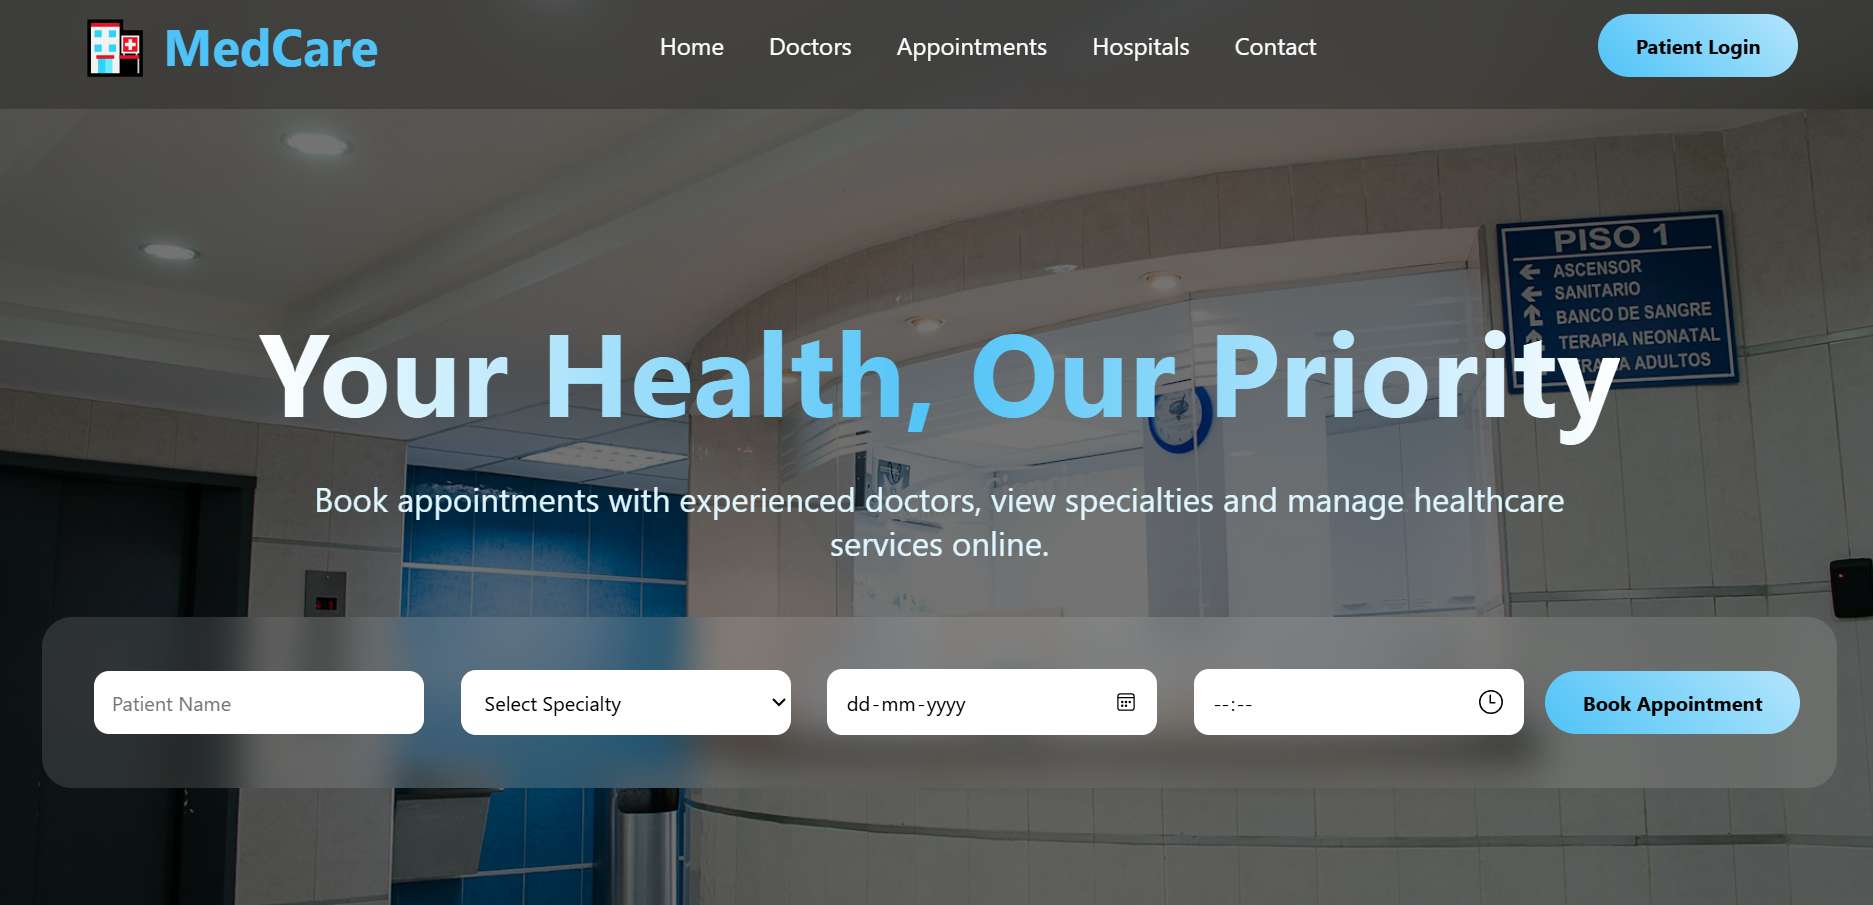 MedCare
Home
Doctors
Appointments
Hospitals
Contact
Patient Login
PISO 1
ASCENSOR
SANITARIO
BANCO DE SANGRE
TERAPIA NEONATAL
ADULTOS
Your Health, Our Priority
Book appointments with experienced doctors, view specialties and manage healthcare
services online.
Patient Name
Select Specialty
dd-mm-yyyy
--:--
Book Appointment